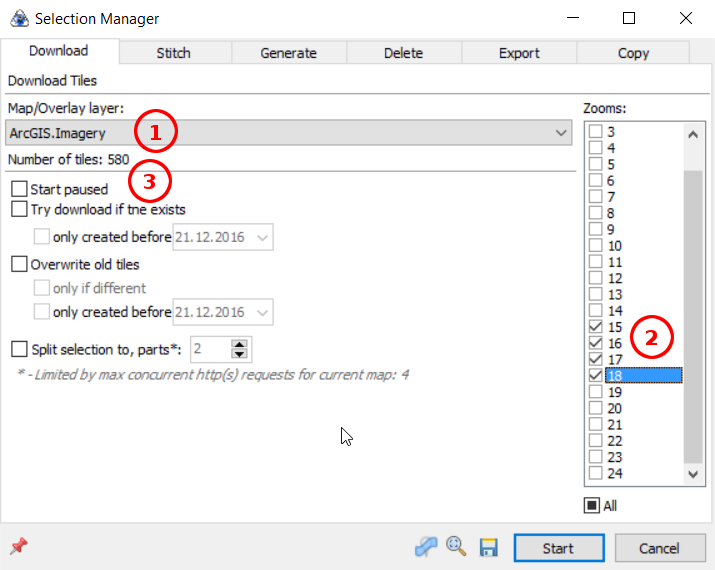 Selection Manager
Download Stitch Generate Delete Export Copy
Download Tiles
Map/Overlay layer:
ArcGIS.Imagery
1
Number of tiles: 580
3
Start paused
Try download if tne exists
only created before 21.12.2016
Overwrite old tiles
only if different
only created before 21.12.2016
Split selection to, parts*: 2
* - Limited by max concurrent http(s) requests for current map: 4
Zooms:
3
4
5
6
7
8
9
10
11
12
13
14
15
16
17
18
19
20
21
22
23
24
2
All
Start Cancel